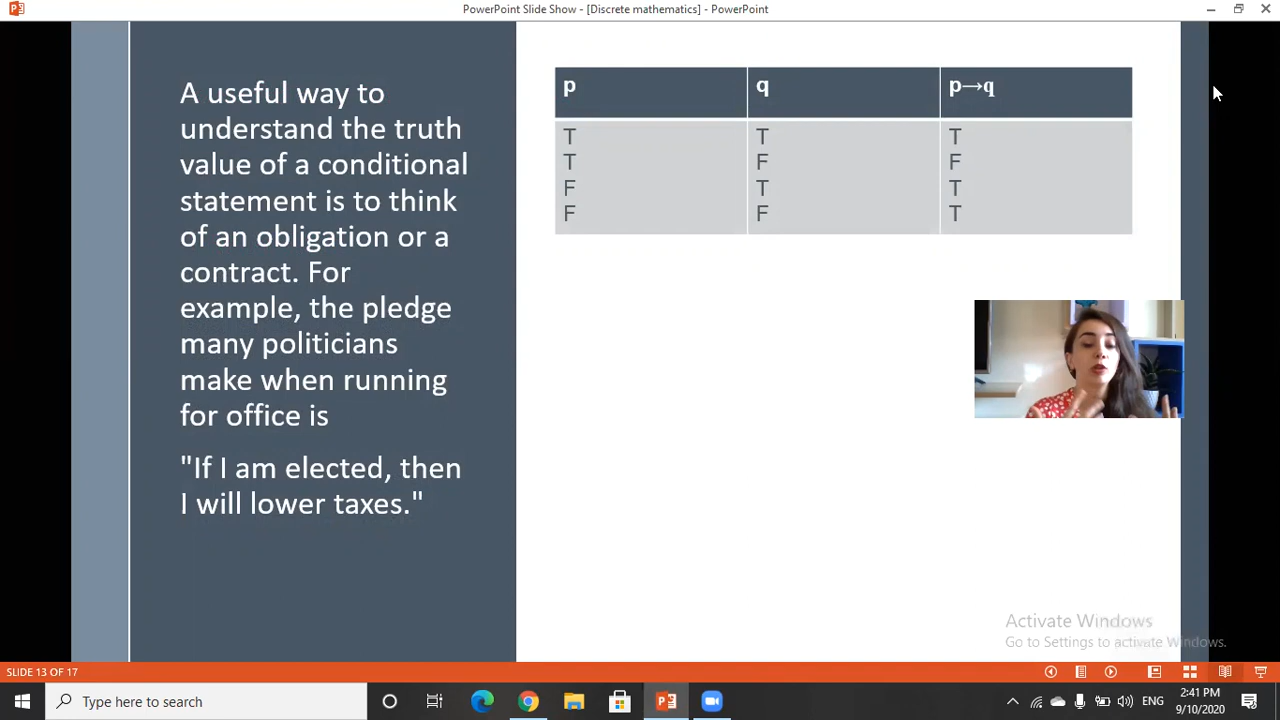 PowerPoint Slide Show - [Discrete mathematics] - PowerPoint
A useful way to
understand the truth
value of a conditional
statement is to think
of an obligation or a
contract. For
example, the pledge
many politicians
make when running
for office is
"If I am elected, then
I will lower taxes."
p q p→q
T T T
T F F
F T T
F F T
Activate Windows
Go to Settings to activate Windows.
SLIDE 13 OF 17
Type here to search
ENG
2:41 PM
9/10/2020